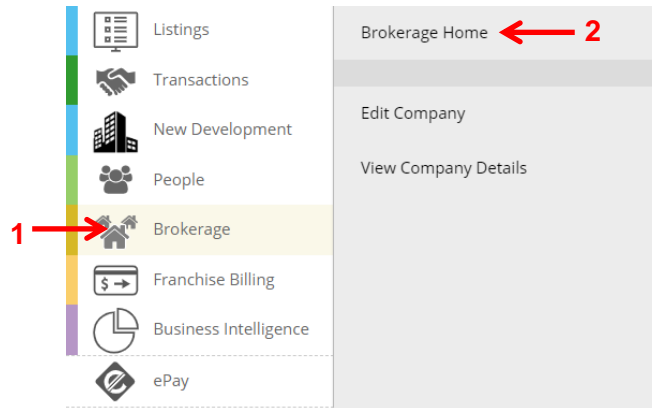 Listings
Transactions
New Development
People
1
Brokerage
$
Franchise Billing
Business Intelligence
ePay
Brokerage Home
2
Edit Company
View Company Details